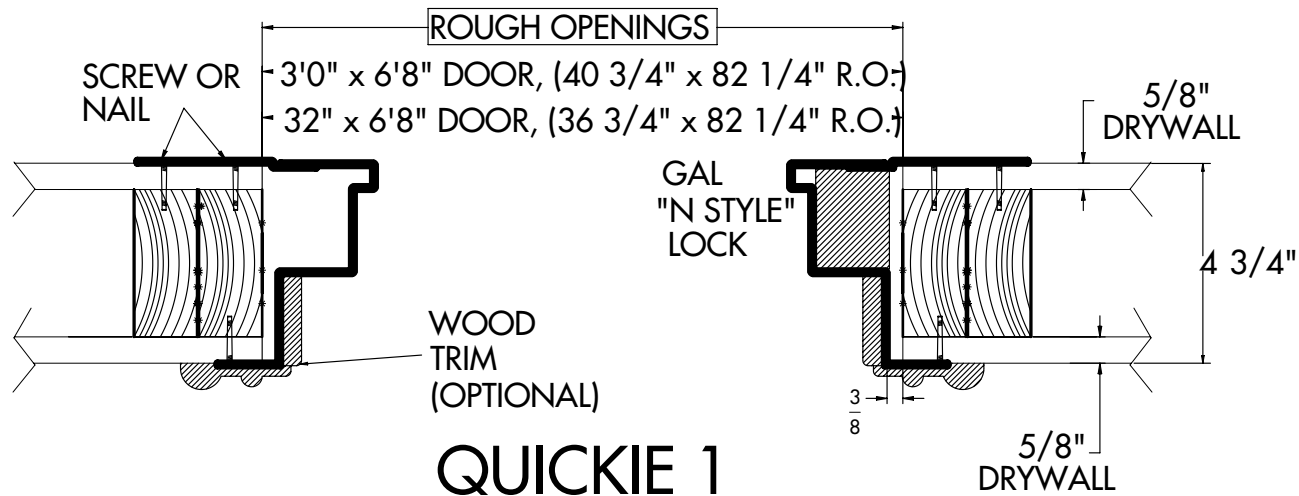 ROUGH OPENINGS
SCREW OR
NAIL
3'0" x 6'8" DOOR, (40 3/4" x 82 1/4" R.O.)
32" x 6'8" DOOR, (36 3/4" x 82 1/4" R.O.)
5/8"
DRYWALL
GAL
"N STYLE"
LOCK
4 3/4"
WOOD
TRIM
(OPTIONAL)
3
8
5/8"
DRYWALL
QUICKIE 1